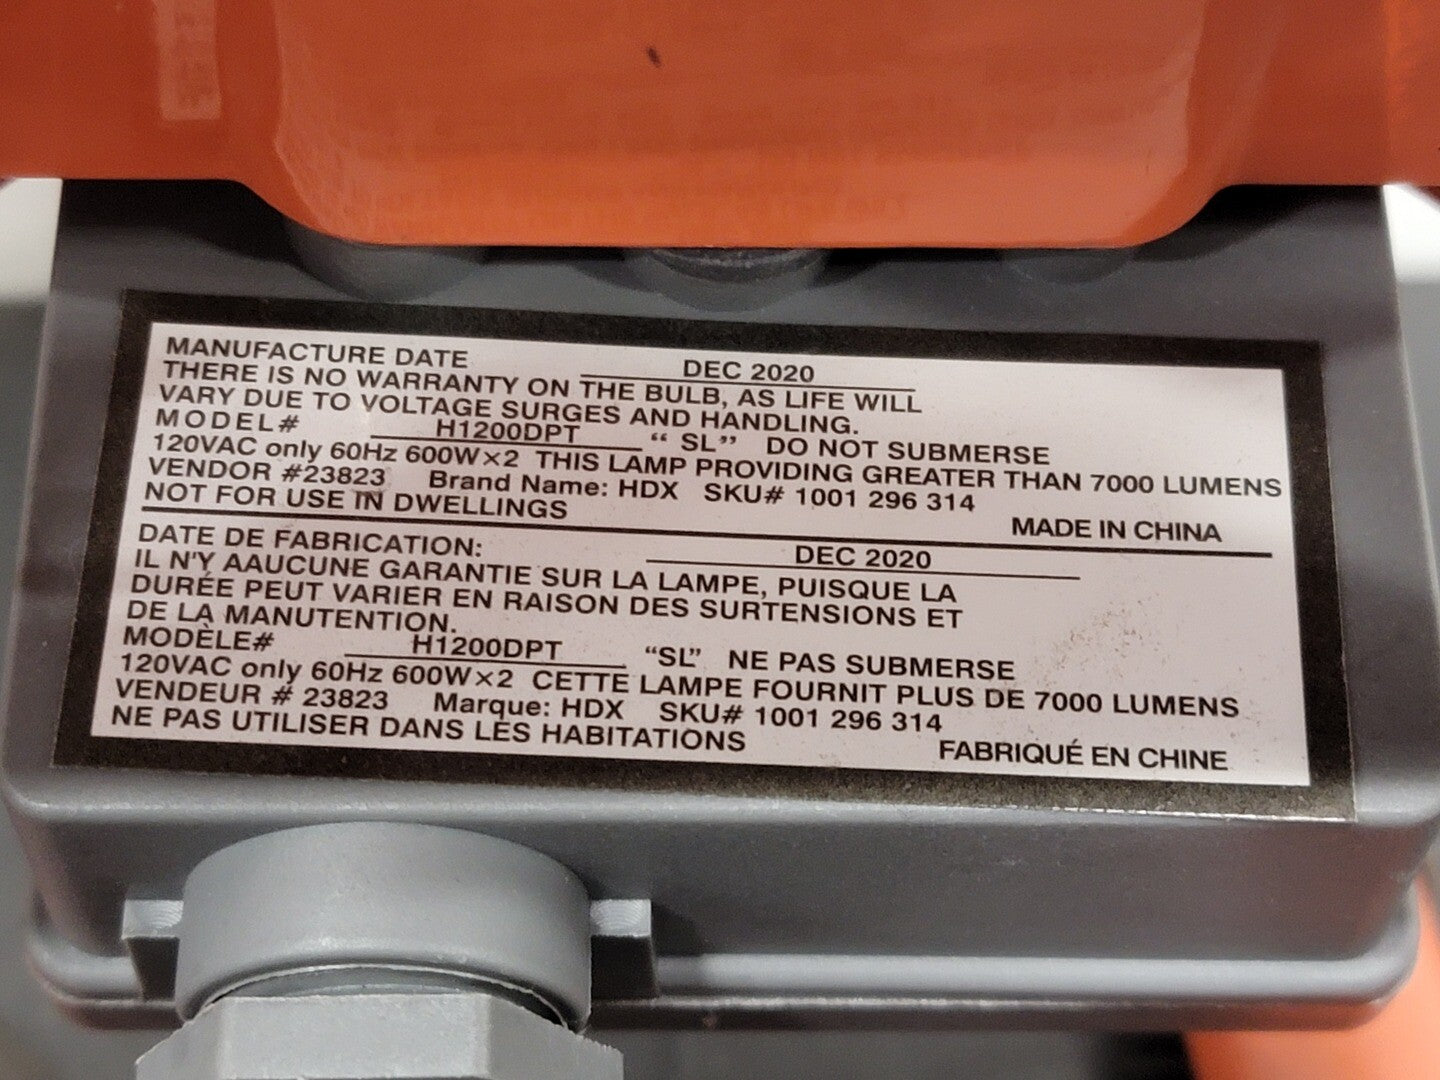 MANUFACTURE DATE DEC 2020
THERE IS NO WARRANTY ON THE BULB, AS LIFE WILL
VARY DUE TO VOLTAGE SURGES AND HANDLING.
MODEL# H1200DPT “ SL” DO NOT SUBMERSE
120VAC only 60Hz 600W×2 THIS LAMP PROVIDING GREATER THAN 7000 LUMENS
VENDOR #23823 Brand Name: HDX SKU# 1001 296 314
NOT FOR USE IN DWELLINGS MADE IN CHINA
DATE DE FABRICATION: DEC 2020
IL N'Y AAUCUNE GARANTIE SUR LA LAMPE, PUISQUE LA
DURÉE PEUT VARIER EN RAISON DES SURTENSIONS ET
DE LA MANUTENTION.
MODÈLE# H1200DPT “SL” NE PAS SUBMERSE
120VAC only 60Hz 600W×2 CETTE LAMPE FOURNIT PLUS DE 7000 LUMENS
VENDEUR # 23823 Marque: HDX SKU# 1001 296 314
NE PAS UTILISER DANS LES HABITATIONS FABRIQUÉ EN CHINE